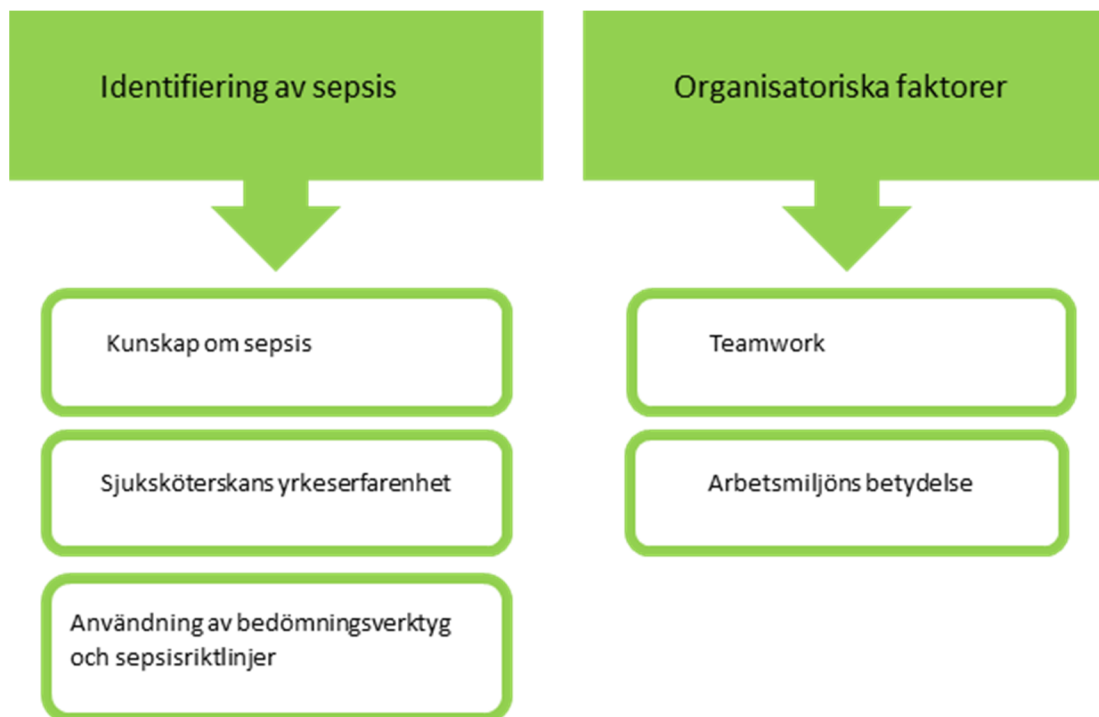 Identifiering av sepsis
Kunskap om sepsis
Sjuksköterskans yrkeserfarenhet
Användning av bedömningsverktyg
och sepsisriktlinjer
Organisatoriska faktorer
Teamwork
Arbetsmiljöns betydelse